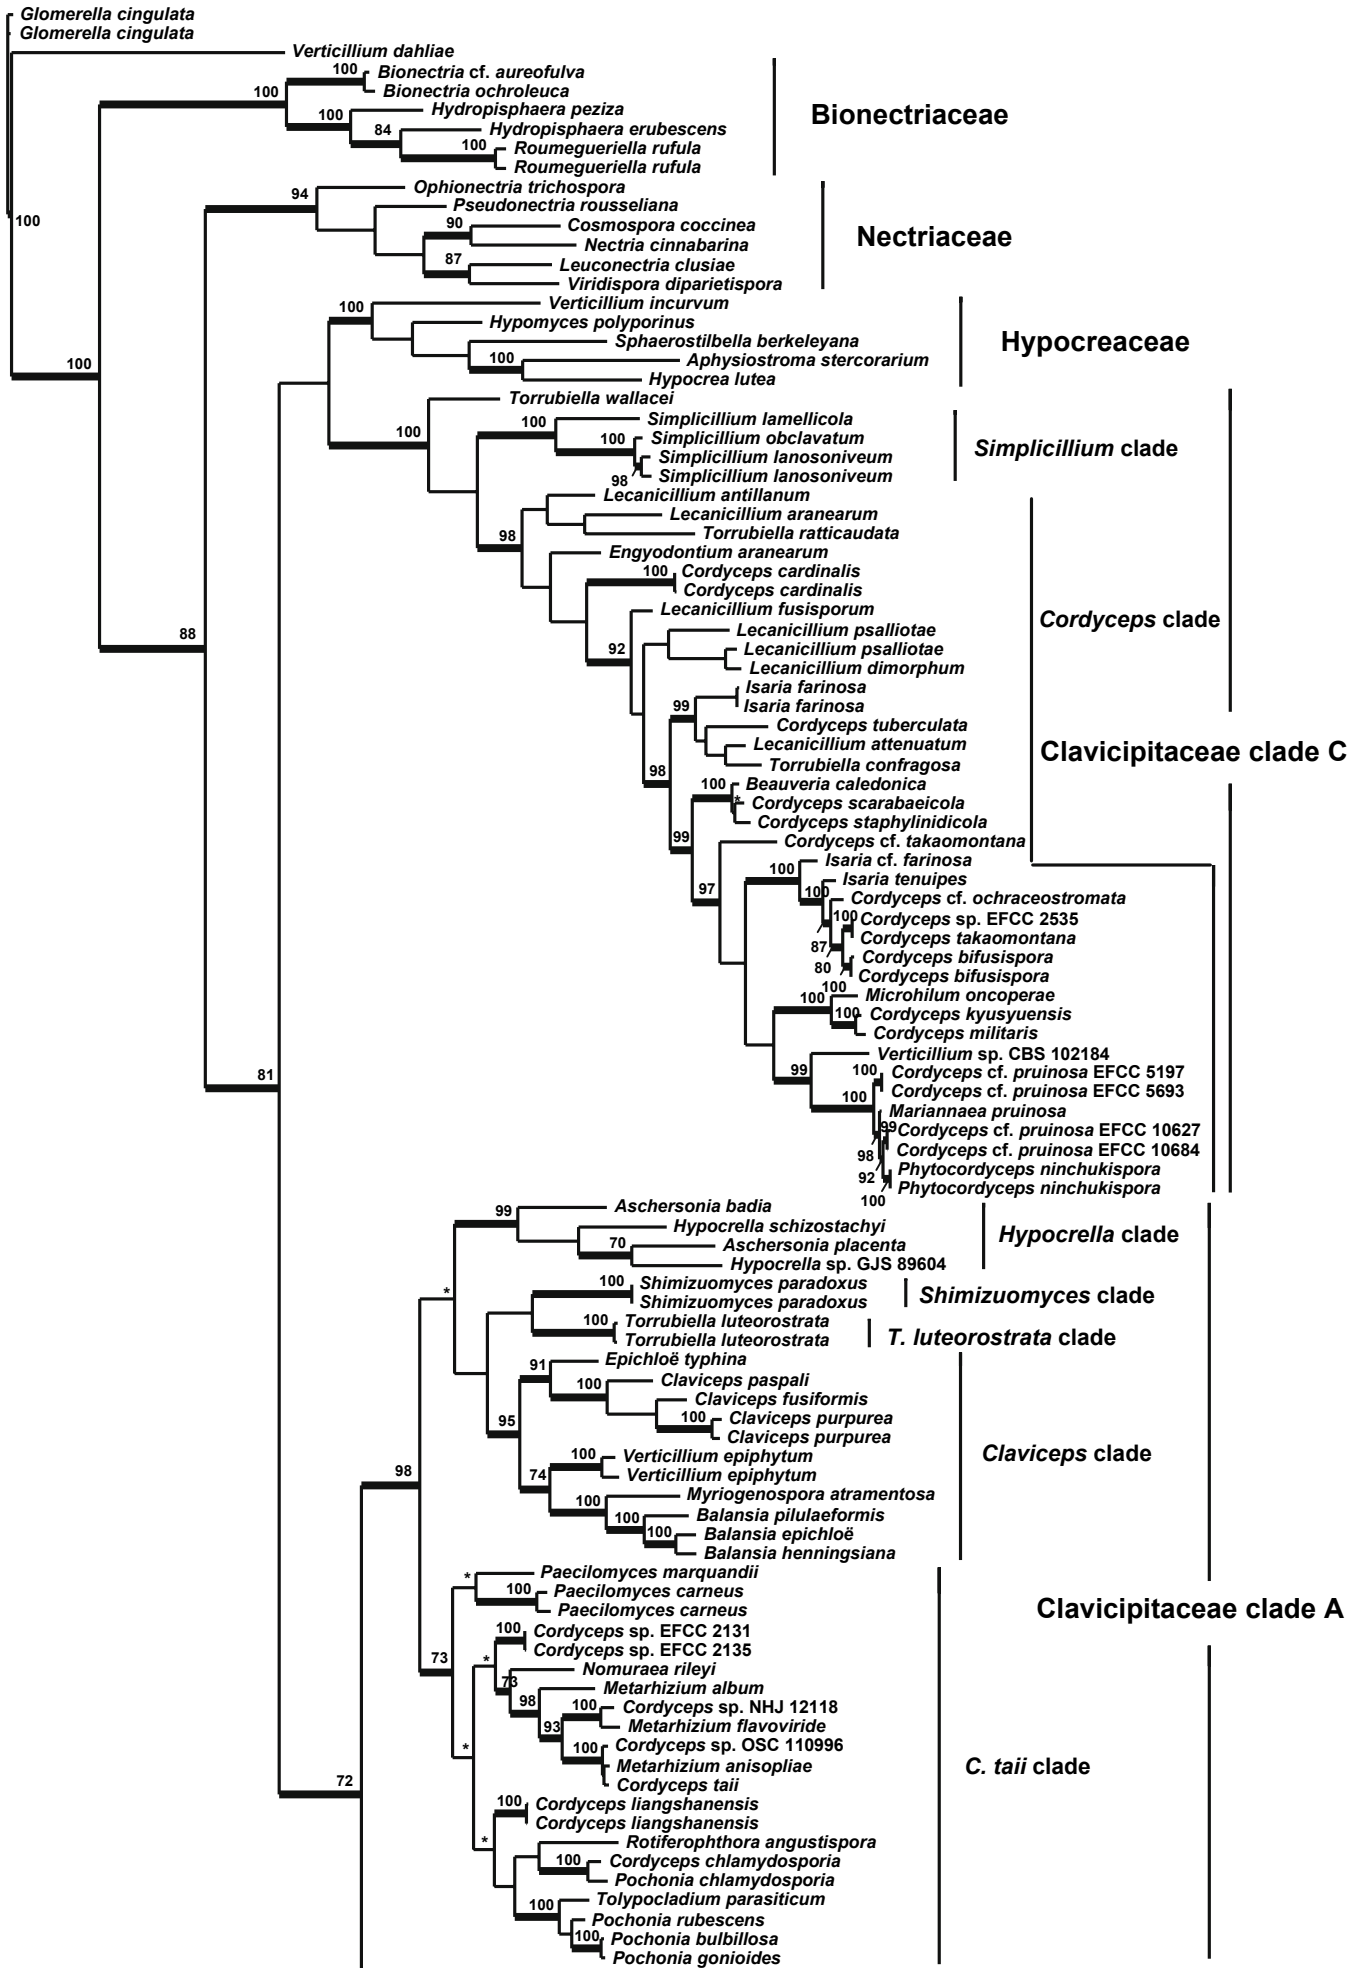 Glomerella cingulata
Glomerella cingulata
Verticillium dahliae
100 Bionectria cf. aureofulva
Bionectria ochroleuca
100
100 Hydropisphaera peziza
Bionectriaceae
84 Hydropisphaera erubescens
100 Roumegueriella rufula
Roumegueriella rufula
94 Ophionectria trichospora
Pseudonectria rousseliana
100
90 Cosmospora coccinea
Nectriaceae
Nectria cinnabarina
87 Leuconectria clusiae
Viridispora diparietispora
100 Verticillium incurvum
Hypomyces polyporinus
Sphaerostilbella berkeleyana
Hypocreaceae
100 Aphysiostroma stercorarium
100
Hypocrea lutea
Torrubiella wallacei
100 100 Simplicillium lamellicola
100 Simplicillium obclavatum
Simplicillium clade
Simplicillium lanosoniveum
98 Simplicillium lanosoniveum
Lecanicillium antillanum
Lecanicillium aranearum
98 Torrubiella ratticaudata
Engyodontium aranearum
100 Cordyceps cardinalis
Cordyceps cardinalis
Lecanicillium fusisporum
Cordyceps clade
88 Lecanicillium psalliotae
92 Lecanicillium psalliotae
Lecanicillium dimorphum
Isaria farinosa
99 Isaria farinosa
Cordyceps tuberculata
Lecanicillium attenuatum
Clavicipitaceae clade C
98 Torrubiella confragosa
100 Beauveria caledonica
* Cordyceps scarabaeicola
Cordyceps staphylinidicola
99 Cordyceps cf. takaomontana
100 Isaria cf. farinosa
97 100 Isaria tenuipes
Cordyceps cf. ochraceostromata
100 Cordyceps sp. EFCC 2535
Cordyceps takaomontana
87 Cordyceps bifusispora
80 Cordyceps bifusispora
100
100 Microhilum oncoperae
100 Cordyceps kyusyuensis
Cordyceps militaris
Verticillium sp. CBS 102184
81 99 100 Cordyceps cf. pruinosa EFCC 5197
Cordyceps cf. pruinosa EFCC 5693
100 Mariannaea pruinosa
99 Cordyceps cf. pruinosa EFCC 10627
Cordyceps cf. pruinosa EFCC 10684
98 Phytocordyceps ninchukispora
92 Phytocordyceps ninchukispora
100
99 Aschersonia badia
Hypocrella schizostachyi
Hypocrella clade
70 Aschersonia placenta
Hypocrella sp. GJS 89604
* 100 Shimizuomyces paradoxus
Shimizuomyces clade
Shimizuomyces paradoxus
100 Torrubiella luteorostrata
T. luteorostrata clade
Torrubiella luteorostrata
91 Epichloë typhina
100 Claviceps paspali
Claviceps fusiformis
95 100 Claviceps purpurea
Claviceps purpurea
Claviceps clade
100 Verticillium epiphytum
98 74 Verticillium epiphytum
100 Myriogenospora atramentosa
100 Balansia pilulaeformis
100 Balansia epichloë
Balansia henningsiana
* Paecilomyces marquandii
100 Paecilomyces carneus
Paecilomyces carneus
Clavicipitaceae clade A
100 Cordyceps sp. EFCC 2131
Cordyceps sp. EFCC 2135
73 * Nomuraea rileyi
73 Metarhizium album
98 100 Cordyceps sp. NHJ 12118
93 Metarhizium flavoviride
* 100 Cordyceps sp. OSC 110996
Metarhizium anisopliae
C. taii clade
72 Cordyceps taii
100 Cordyceps liangshanensis
Cordyceps liangshanensis
* Rotiferophthora angustispora
100 Cordyceps chlamydosporia
Pochonia chlamydosporia
100 Tolypocladium parasiticum
Pochonia rubescens
100 Pochonia bulbillosa
Pochonia gonioides